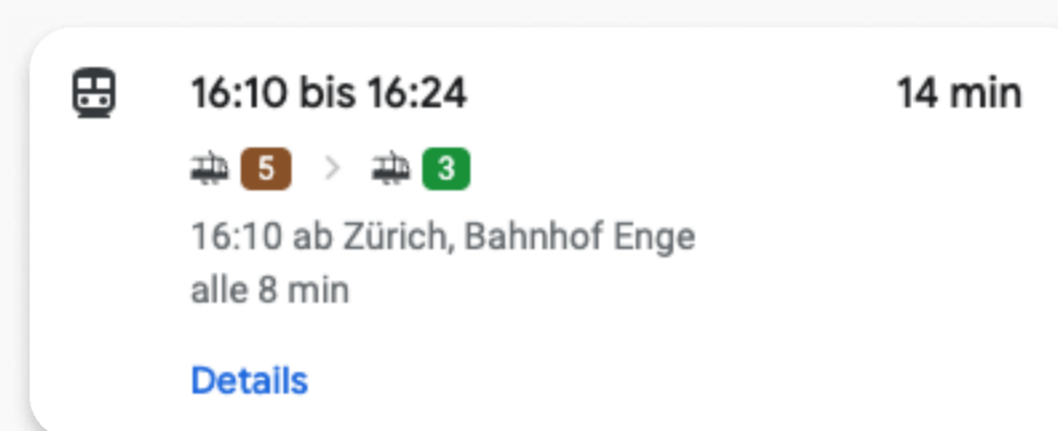 16:10 bis 16:24 14 min
5 > 3
16:10 ab Zürich, Bahnhof Enge
alle 8 min
Details